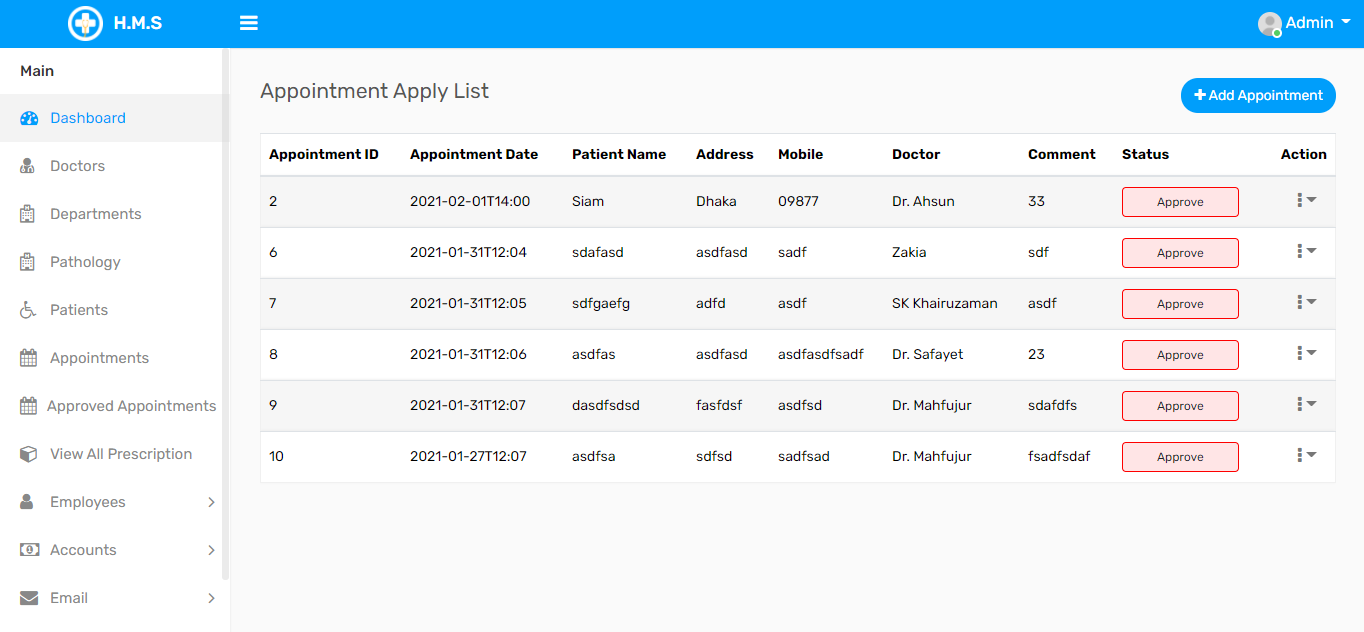 H.M.S
Admin
Main
Dashboard
Doctors
Departments
Pathology
Patients
Appointments
Approved Appointments
View All Prescription
Employees
Accounts
Email
Appointment Apply List
Add Appointment
Appointment ID Appointment Date Patient Name Address Mobile Doctor Comment Status Action
2 2021-02-01T14:00 Siam Dhaka 09877 Dr. Ahsun 33 Approve
6 2021-01-31T12:04 sdafasd asdfasd sadf Zakia sdf Approve
7 2021-01-31T12:05 sdfgaefg adfd asdf SK Khairuzaman asdf Approve
8 2021-01-31T12:06 asdfas asdfasd asdfasdfsadf Dr. Safayet 23 Approve
9 2021-01-31T12:07 dasdfsdsd fasfdsf asdfsd Dr. Mahfujur sdafdfs Approve
10 2021-01-27T12:07 asdfsa sdfsd sadfsad Dr. Mahfujur fsadfsdaf Approve